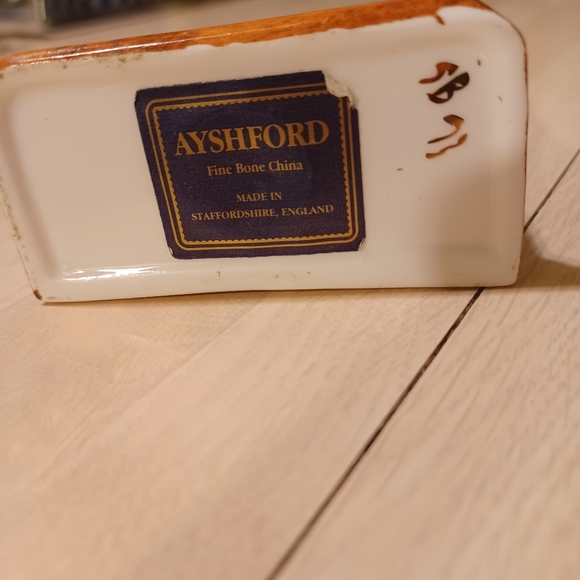 AYSHFORD
Fine Bone China
MADE IN
STAFFORDSHIRE, ENGLAND